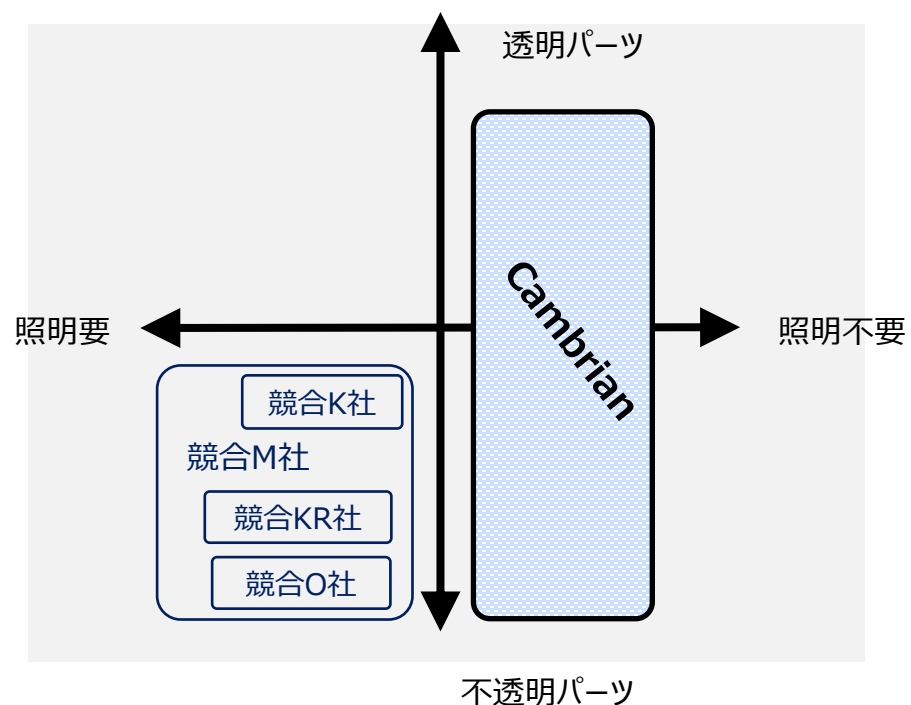 透明パーツ
Cambrian
照明要
照明不要
競合K社
競合M社
競合KR社
競合O社
不透明パーツ